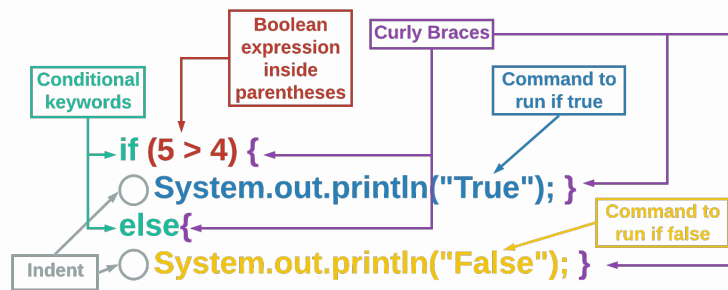 Boolean
expression
inside
parentheses
Curly Braces
Conditional
keywords
Command to
run if true
if (5 > 4) {
System.out.println("True"); }
else{
Command to
run if false
Indent
System.out.println("False"); }